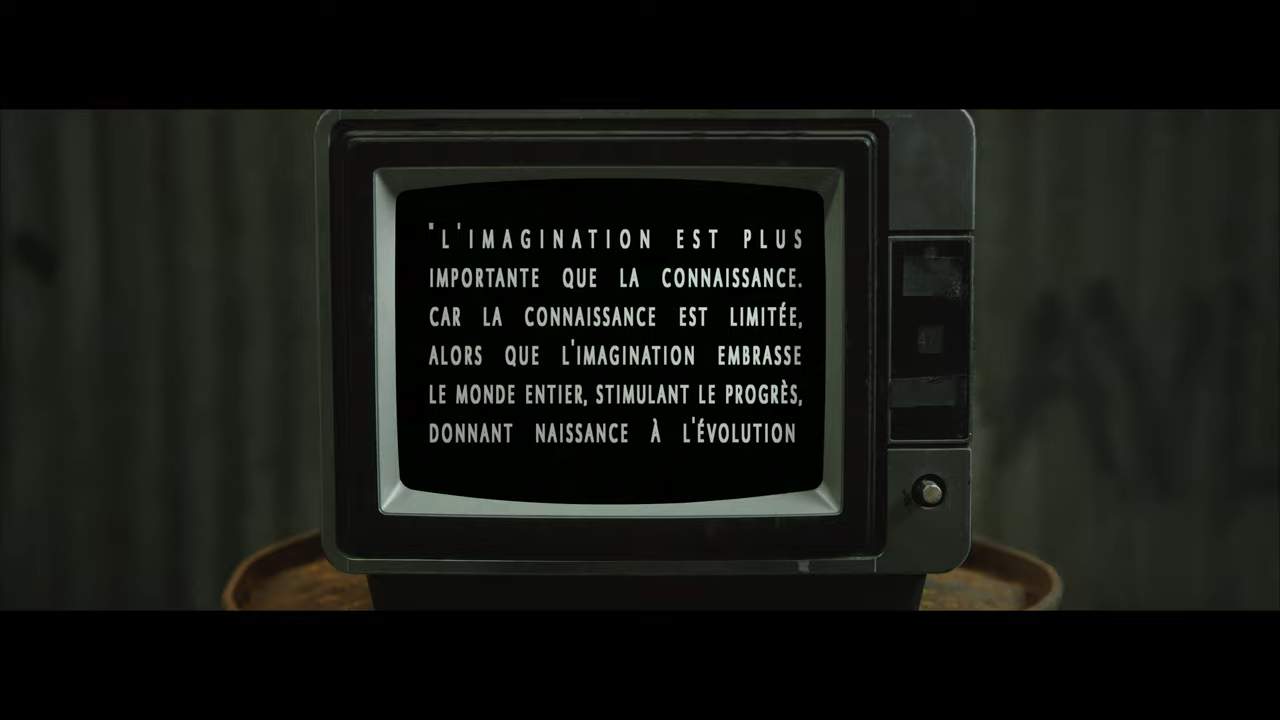 "L'IMAGINATION EST PLUS
IMPORTANTE QUE LA CONNAISSANCE.
CAR LA CONNAISSANCE EST LIMITÉE,
ALORS QUE L'IMAGINATION EMBRASSE
LE MONDE ENTIER, STIMULANT LE PROGRÈS,
DONNANT NAISSANCE À L'ÉVOLUTION